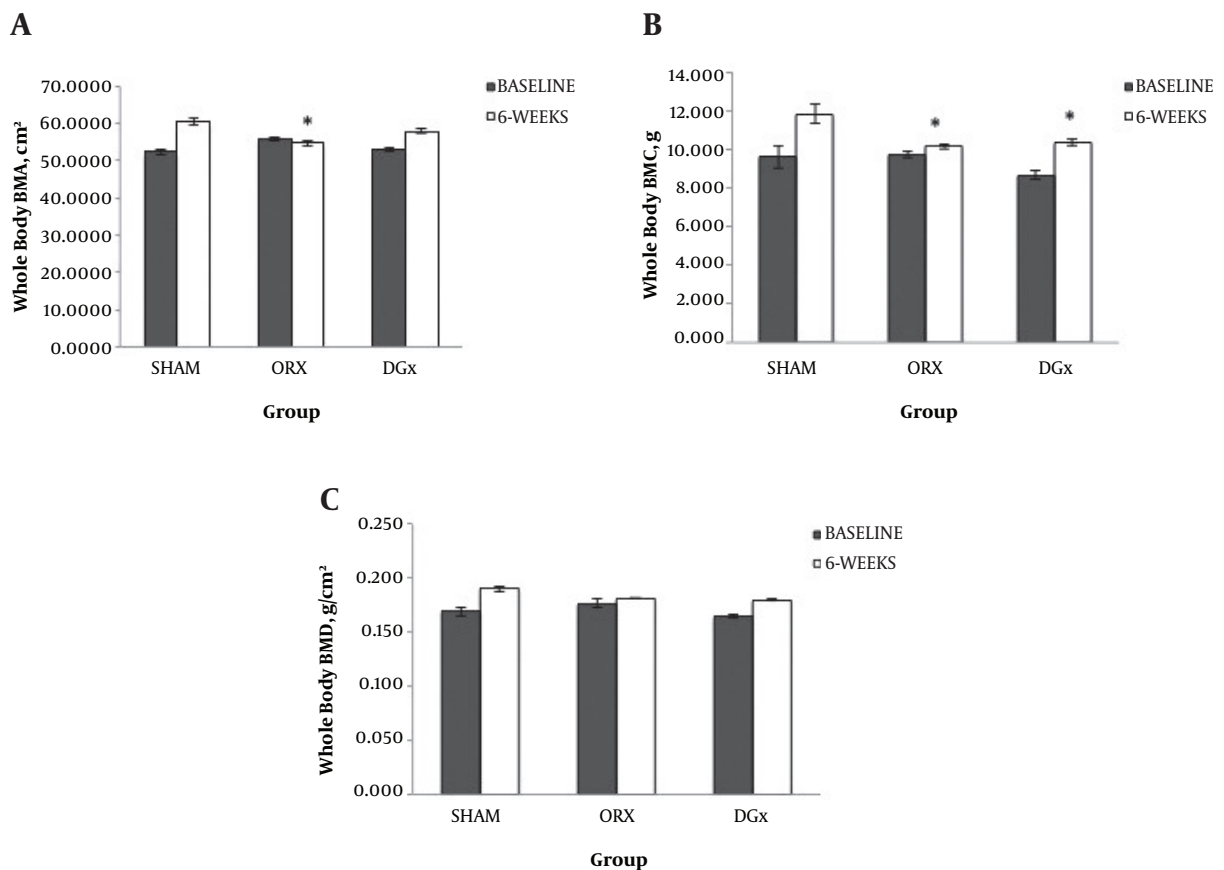 A
Whole Body BMA, cm²
70.0000
60.0000
50.0000
40.0000
30.0000
20.0000
10.0000
0.0000
*
BASELINE
6-WEEKS
SHAM ORX DGx
Group
B
Whole Body BMC, g
14.000
12.000
10.000
8.000
6.000
4.000
2.000
0.000
* *
BASELINE
6-WEEKS
SHAM ORX DGx
Group
C
Whole Body BMD, g/cm²
0.250
0.200
0.150
0.100
0.050
0.000
BASELINE
6-WEEKS
SHAM ORX DGx
Group